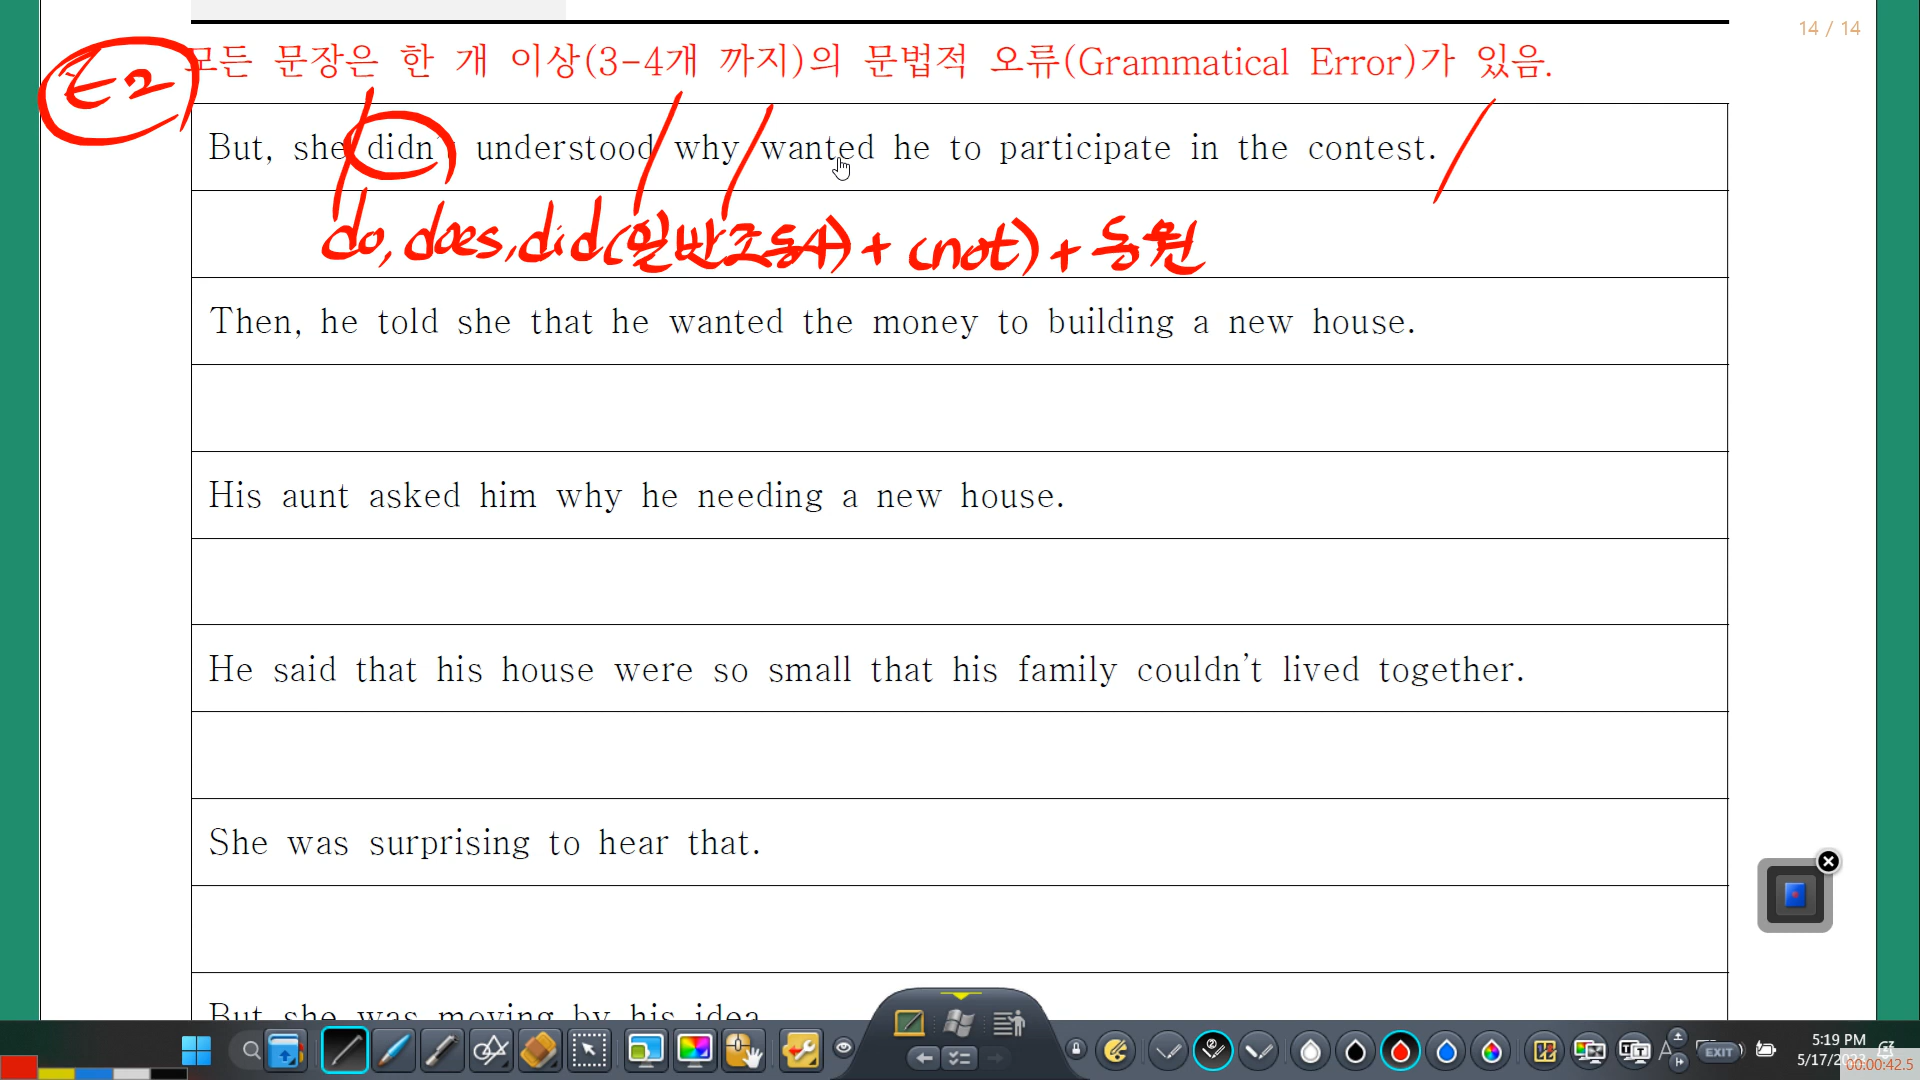 14 / 14
모든 문장은 한 개 이상(3-4개 까지)의 문법적 오류(Grammatical Error)가 있음.
But, she didn't understood why wanted he to participate in the contest.
do, does, did(일반조동사) + (not) + 동원
Then, he told she that he wanted the money to building a new house.
His aunt asked him why he needing a new house.
He said that his house were so small that his family couldn't lived together.
She was surprising to hear that.
But she was moving by his idea.
EXIT
5:19 PM
00:00:42.5